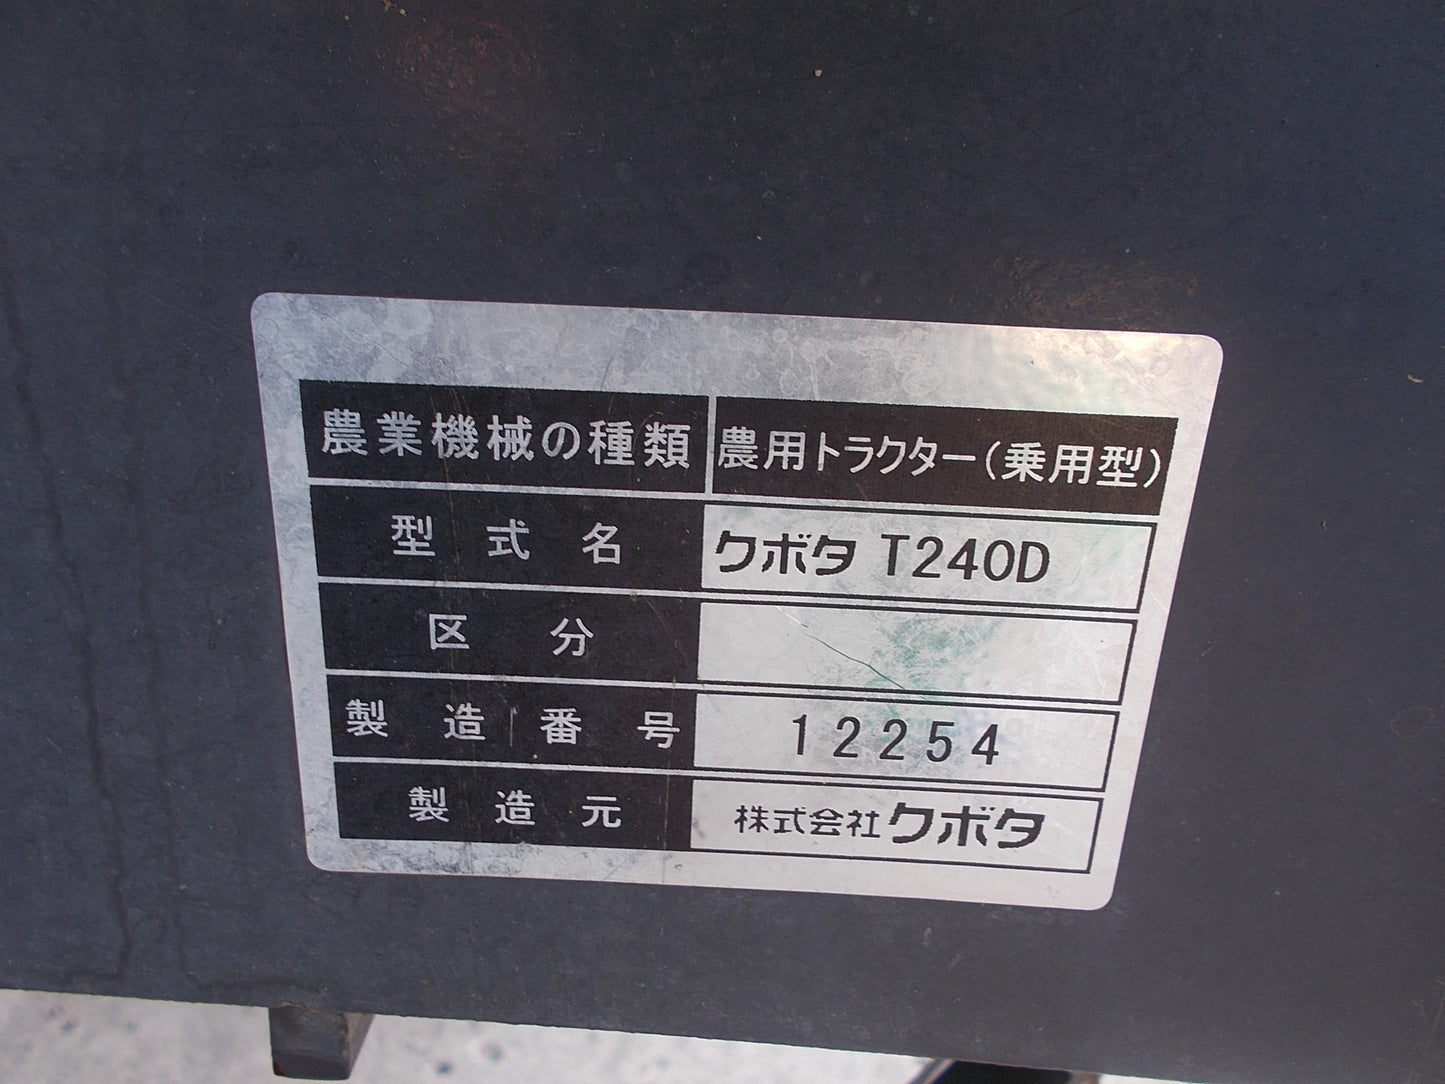 農業機械の種類 農用トラクター(乗用型)
型式名 クボタ T240D
区分
製造番号 12254
製造元 株式会社クボタ